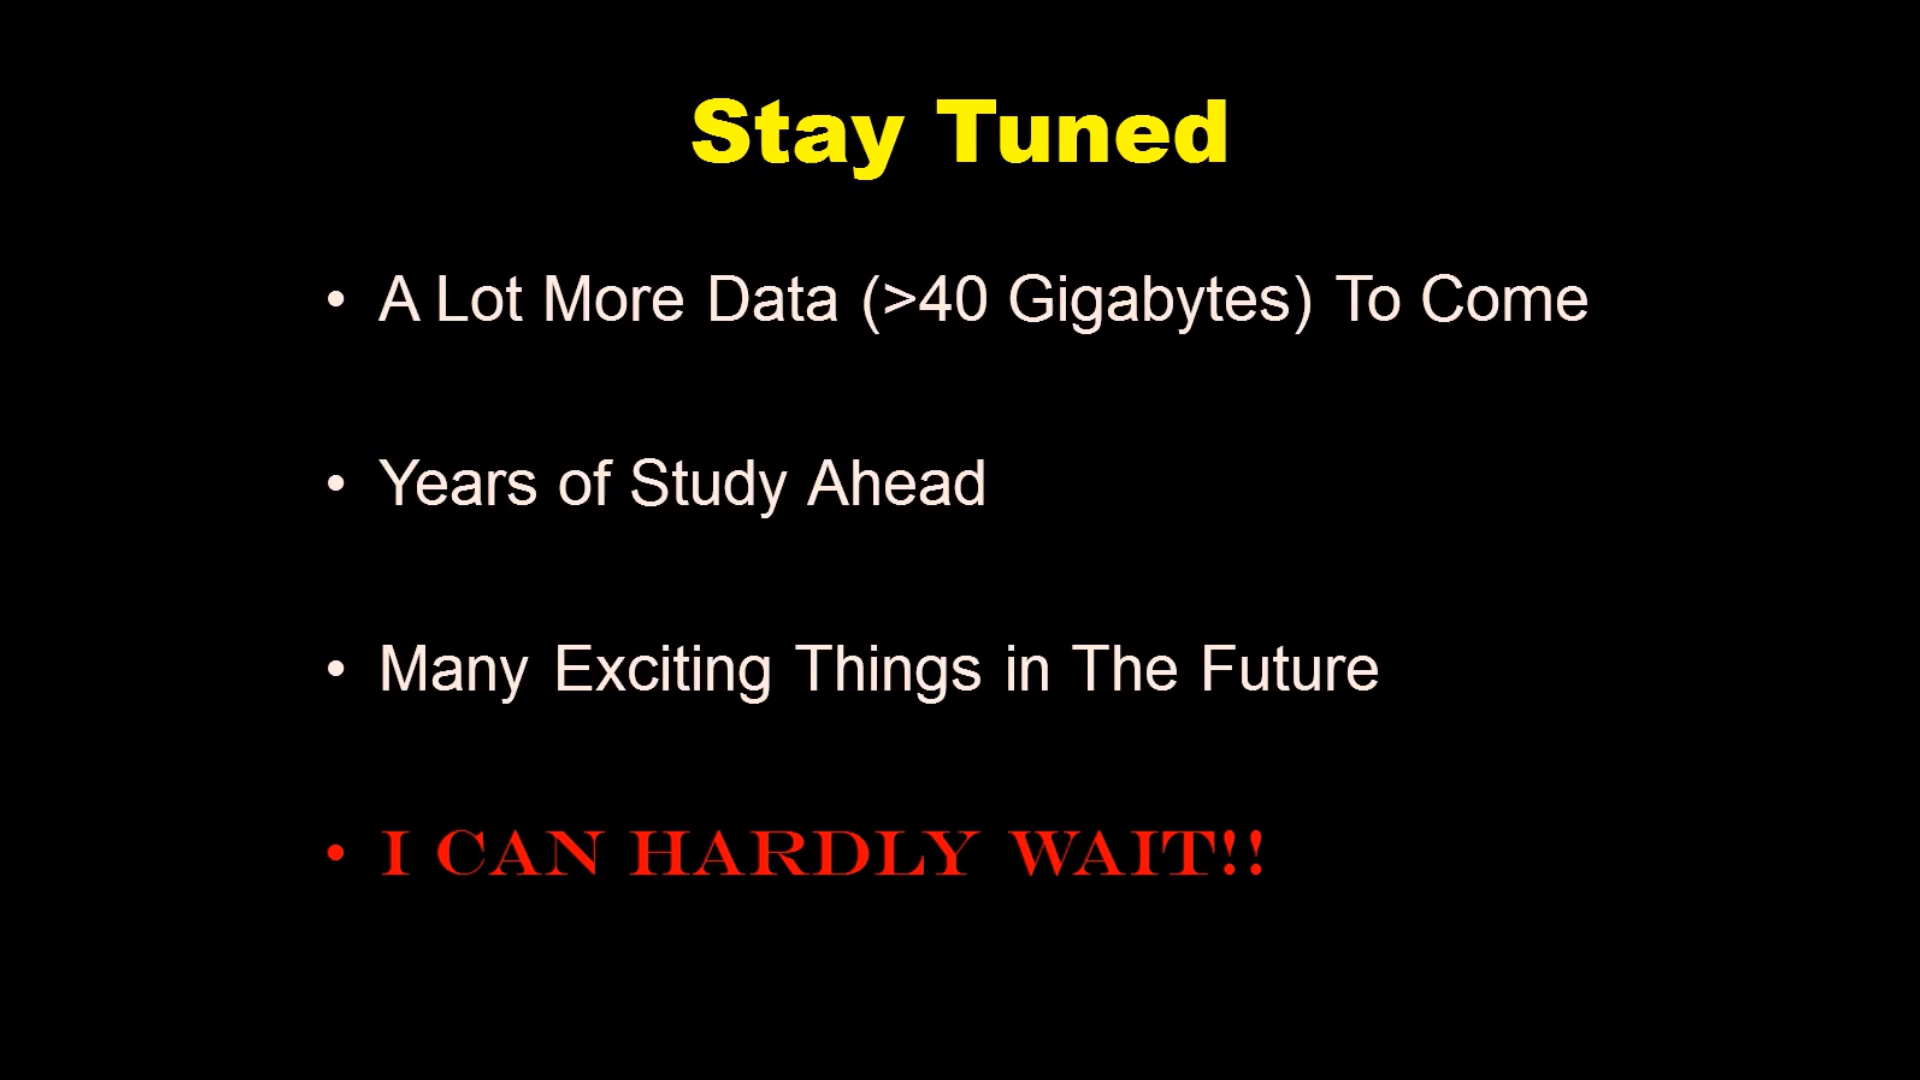 Stay Tuned
• A Lot More Data (>40 Gigabytes) To Come
• Years of Study Ahead
• Many Exciting Things in The Future
• I CAN HARDLY WAIT!!